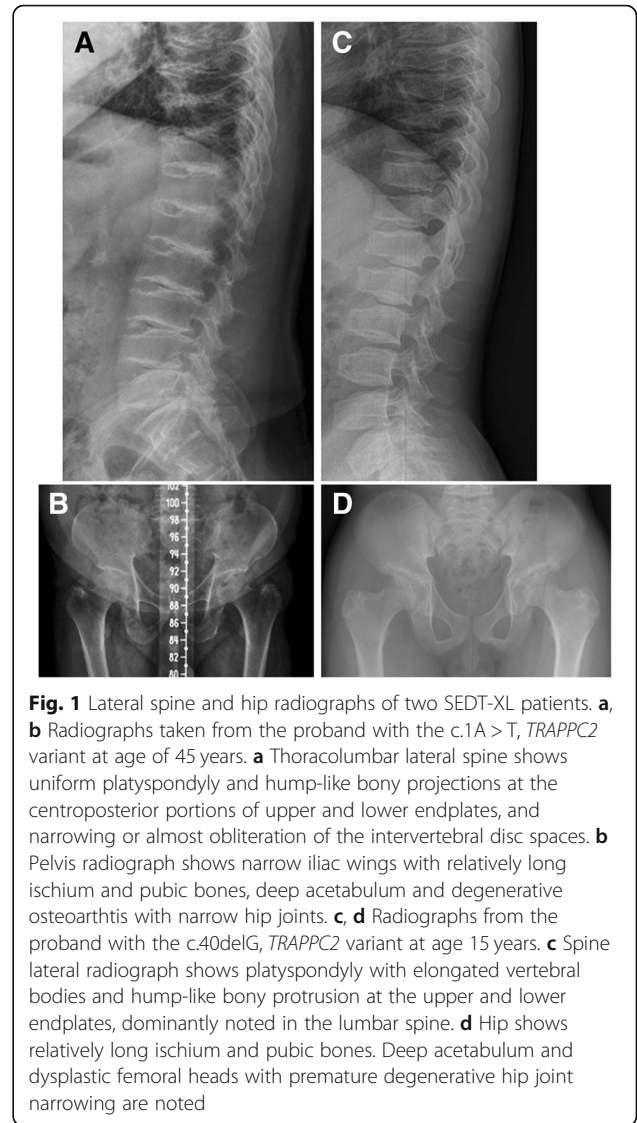 A
C
B
D
102
100
98
96
94
92
90
88
86
84
82
80
Fig. 1 Lateral spine and hip radiographs of two SEDT-XL patients. a,
b Radiographs taken from the proband with the c.1A > T, TRAPPC2
variant at age of 45 years. a Thoracolumbar lateral spine shows
uniform platyspondyly and hump-like bony projections at the
centroposterior portions of upper and lower endplates, and
narrowing or almost obliteration of the intervertebral disc spaces. b
Pelvis radiograph shows narrow iliac wings with relatively long
ischium and pubic bones, deep acetabulum and degenerative
osteoarthtis with narrow hip joints. c, d Radiographs from the
proband with the c.40delG, TRAPPC2 variant at age 15 years. c Spine
lateral radiograph shows platyspondyly with elongated vertebral
bodies and hump-like bony protrusion at the upper and lower
endplates, dominantly noted in the lumbar spine. d Hip shows
relatively long ischium and pubic bones. Deep acetabulum and
dysplastic femoral heads with premature degenerative hip joint
narrowing are noted